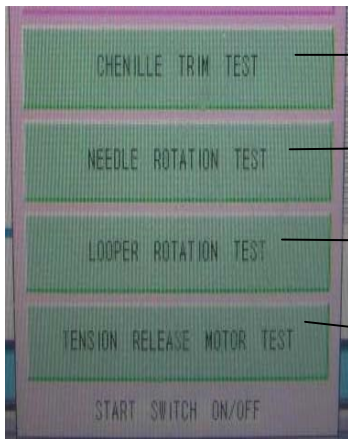 CHENILLE TRIM TEST
NEEDLE ROTATION TEST
LOOPER ROTATION TEST
TENSION RELEASE MOTOR TEST
START SWITCH ON/OFF